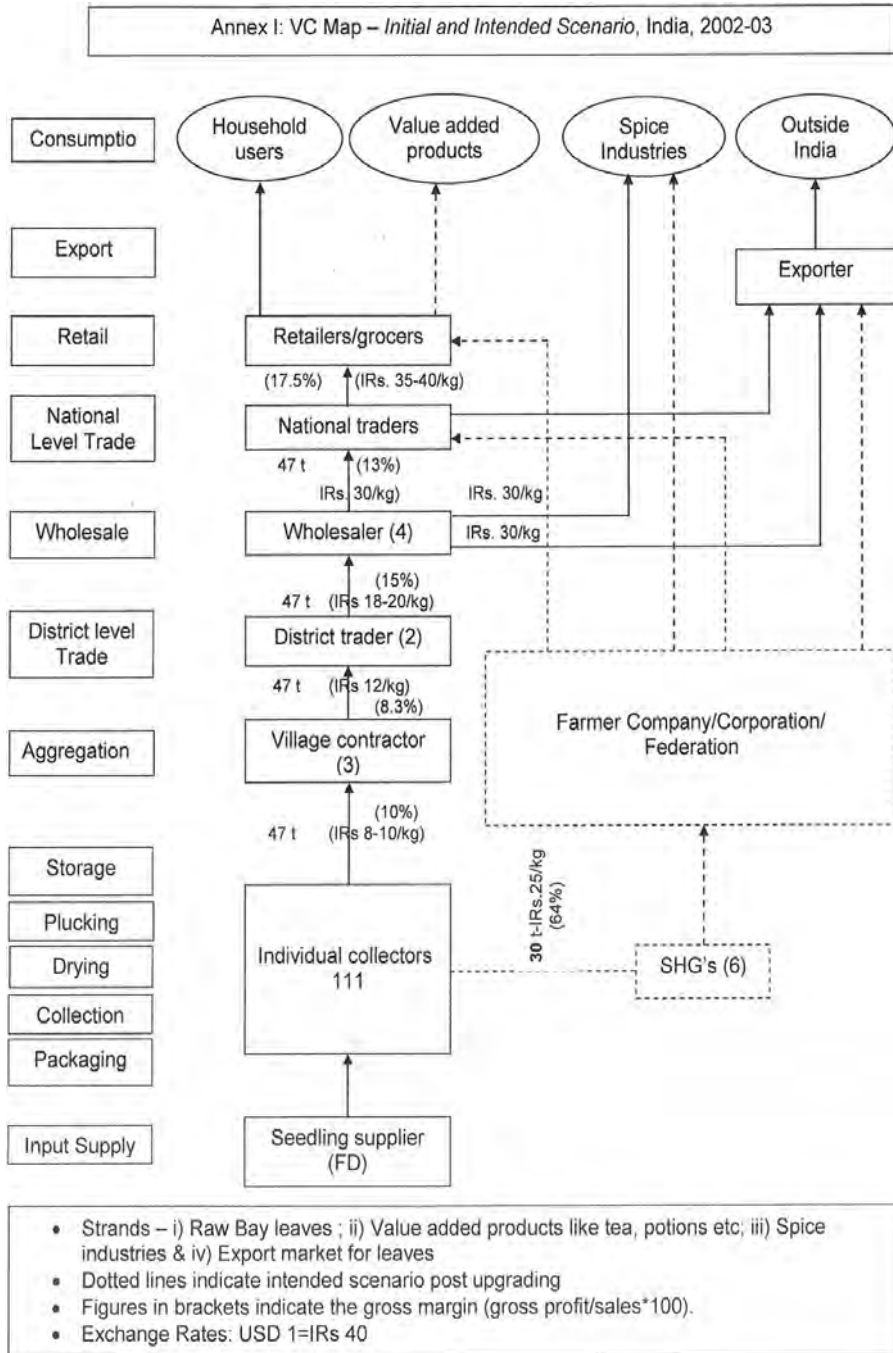 Annex I: VC Map – Initial and Intended Scenario, India, 2002-03
Consumptio
Household
users
Value added
products
Spice
Industries
Outside
India
Export
Exporter
Retail
Retailers/grocers
(17.5%) (IRs. 35-40/kg)
National
Level Trade
National traders
47 t (13%)
IRs. 30/kg)
IRs. 30/kg
Wholesale
Wholesaler (4)
IRs. 30/kg
(15%)
47 t (IRs 18-20/kg)
District level
Trade
District trader (2)
47 t (IRs 12/kg)
(8.3%)
Farmer Company/Corporation/
Federation
Aggregation
Village contractor
(3)
(10%)
47 t (IRs 8-10/kg)
Storage
Plucking
Drying
Collection
Packaging
Individual collectors
111
30 t-IRs.25/kg
(64%)
SHG's (6)
Input Supply
Seedling supplier
(FD)
• Strands – i) Raw Bay leaves ; ii) Value added products like tea, potions etc; iii) Spice
industries & iv) Export market for leaves
• Dotted lines indicate intended scenario post upgrading
• Figures in brackets indicate the gross margin (gross profit/sales*100).
• Exchange Rates: USD 1=IRs 40